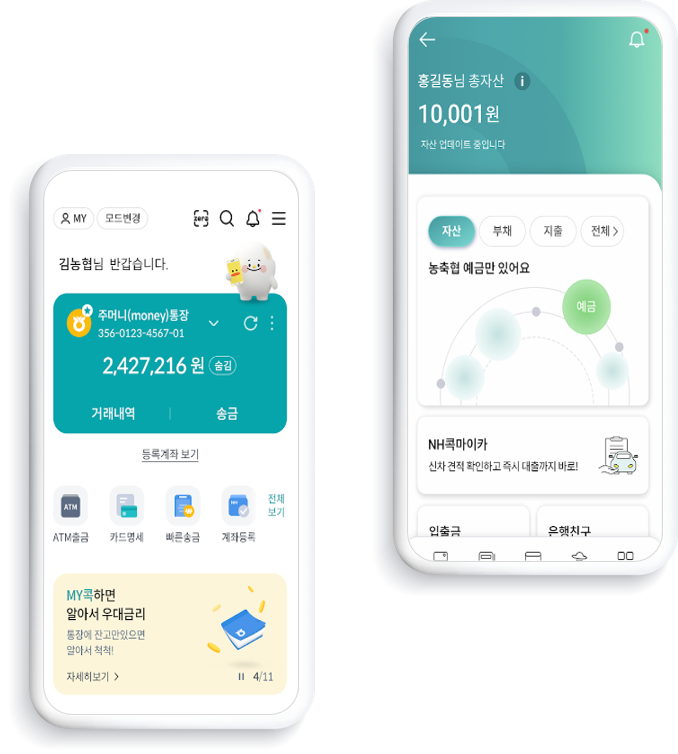 MY
모드변경
zero
김농협님 반갑습니다.
주머니(money)통장
356-0123-4567-01
2,427,216 원
숨김
거래내역
송금
등록계좌 보기
ATM
NH
ATM출금
카드명세
빠른송금
계좌등록
전체
보기
MY콕하면
알아서 우대금리
통장에 잔고만있으면
알아서 척척!
자세히보기
4/11
홍길동님 총자산
i
10,001원
자산 업데이트 중입니다
자산
부채
지출
전체
농축협 예금만 있어요
예금
NH콕마이카
신차 견적 확인하고 즉시 대출까지 바로!
입출금
은행친구